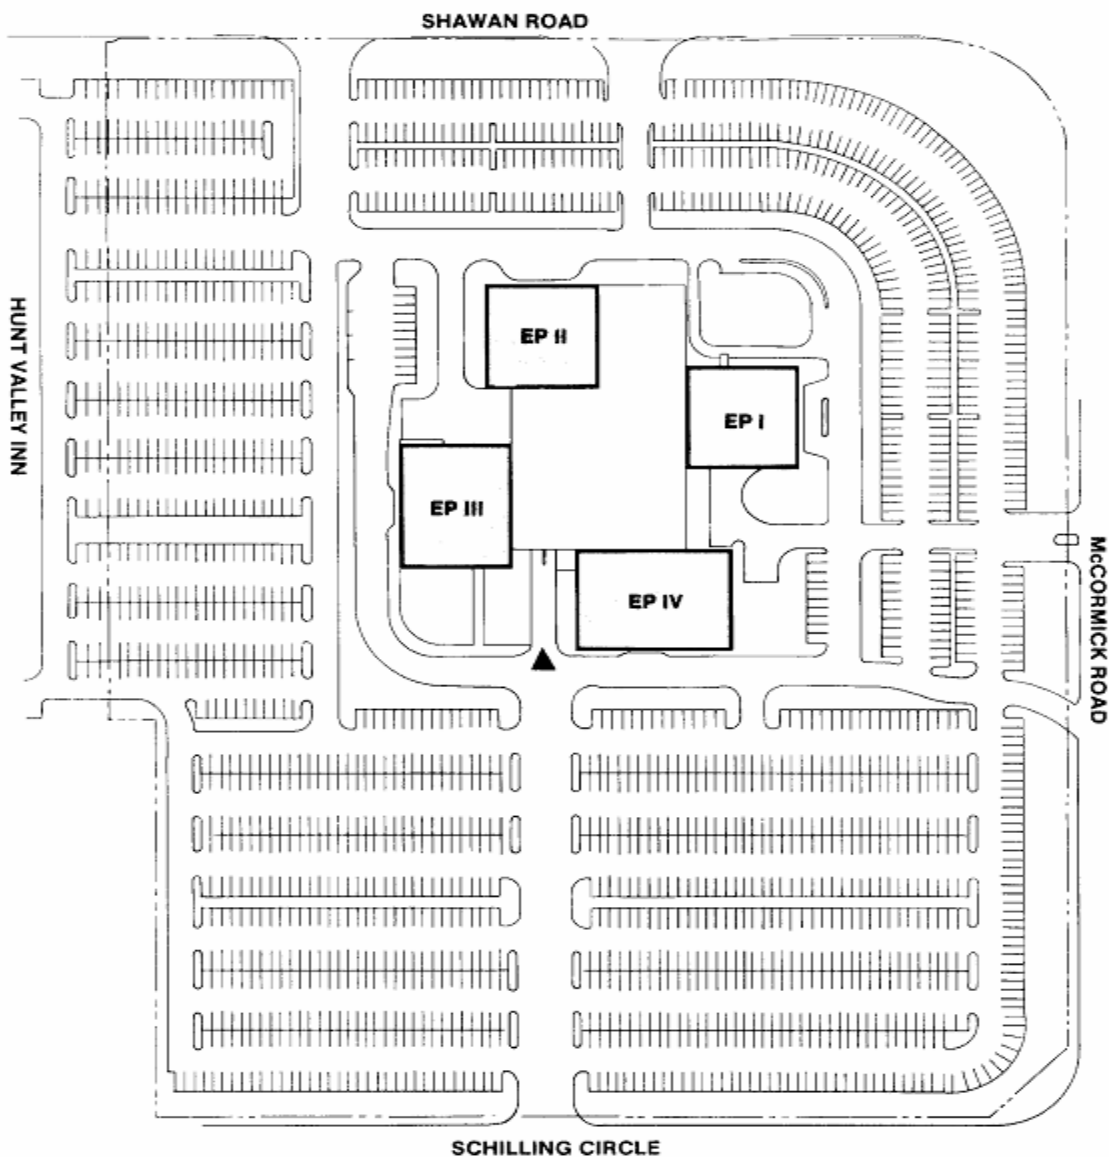 SHAWAN ROAD
EP II
HUNT VALLEY INN
EP I
EP III
McCORMICK ROAD
EP IV
SCHILLING CIRCLE